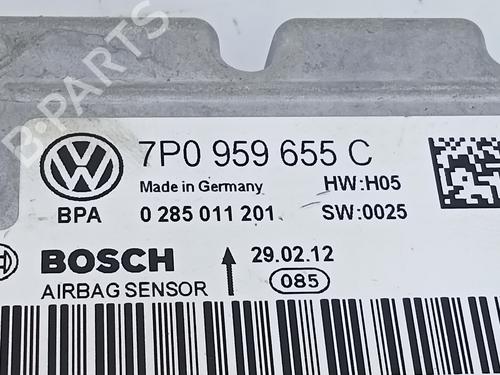 7P0 959 655 C
Made in Germany HW:H05
BPA 0 285 011 201 SW:0025
BOSCH 29.02.12
AIRBAG SENSOR 085
B-PARTS